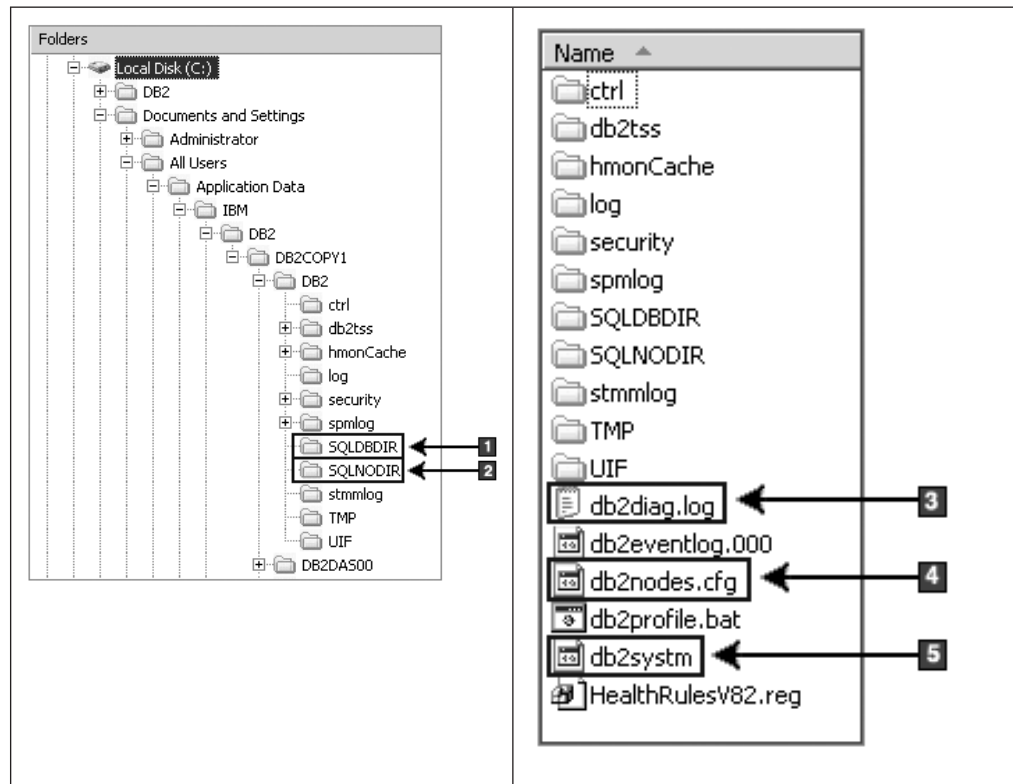 Folders
Local Disk (C:)
DB2
Documents and Settings
Administrator
All Users
Application Data
IBM
DB2
DB2COPY1
DB2
ctrl
db2tss
hmonCache
log
security
spmlog
SQLDBDIR
1
SQLNODIR
2
stmmlog
TMP
UIF
DB2DAS00
Name
ctrl
db2tss
hmonCache
log
security
spmlog
SQLDBDIR
SQLNODIR
stmmlog
TMP
UIF
db2diag.log
3
db2eventlog.000
db2nodes.cfg
4
db2profile.bat
db2systm
5
HealthRulesV82.reg